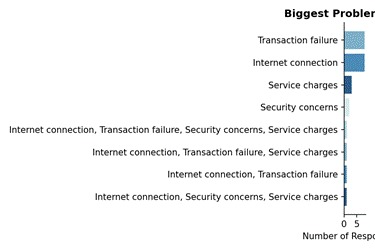 Biggest Probler
Transaction failure
Internet connection
Service charges
Security concerns
Internet connection, Transaction failure, Security concerns, Service charges
Internet connection, Transaction failure, Service charges
Internet connection, Transaction failure
Internet connection, Security concerns, Service charges
0 5
Number of Respo